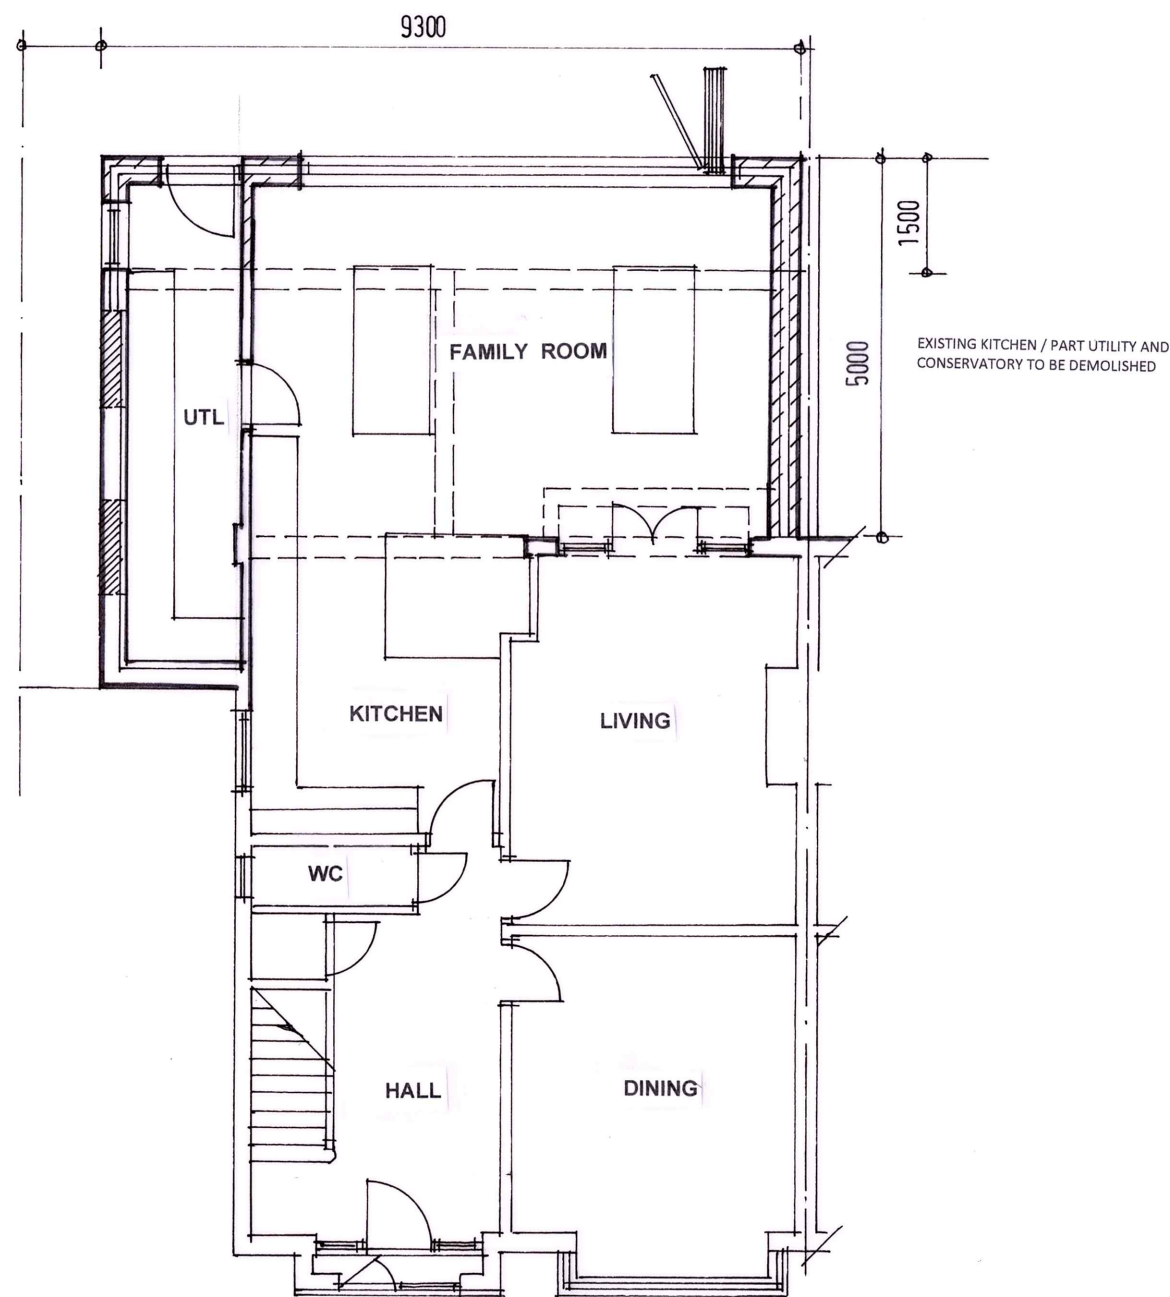 9300
1500
EXISTING KITCHEN / PART UTILITY AND
CONSERVATORY TO BE DEMOLISHED
5000
FAMILY ROOM
UTL
KITCHEN
LIVING
WC
HALL
DINING